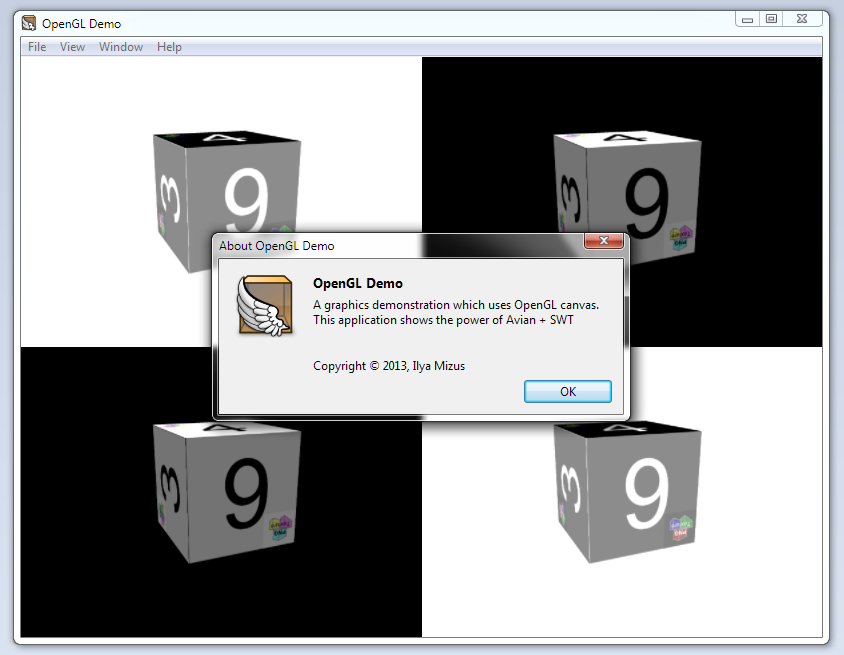 OpenGL Demo
File View Window Help
4
3
9
4
3
9
About OpenGL Demo
OpenGL Demo
A graphics demonstration which uses OpenGL canvas.
This application shows the power of Avian + SWT
Copyright © 2013, Ilya Mizus
OK
4
3
9
4
3
9